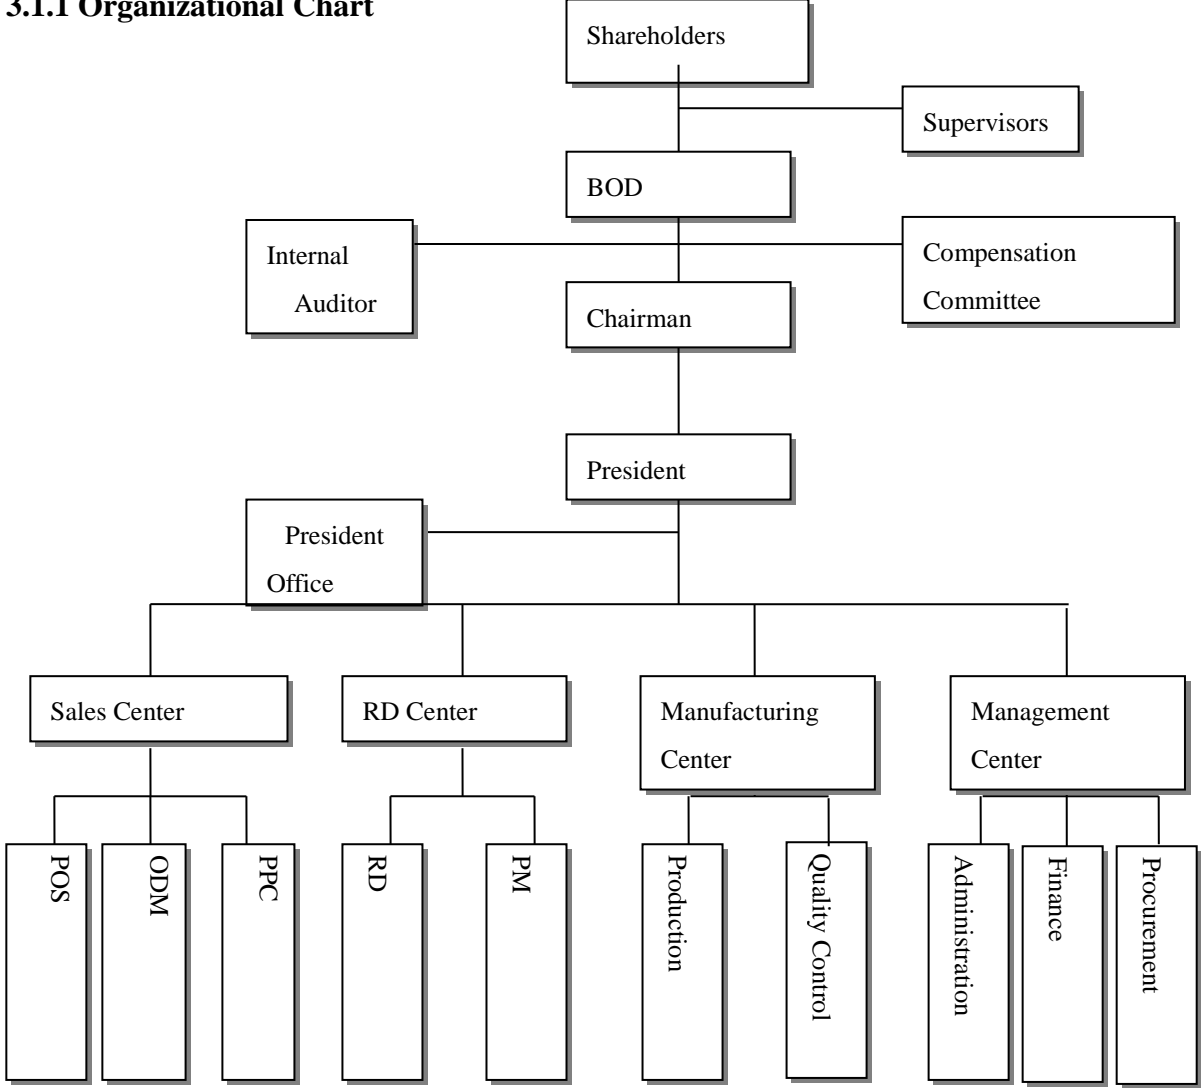 3.1.1 Organizational Chart
Shareholders
Supervisors
BOD
Internal
Auditor
Compensation
Committee
Chairman
President
President
Office
Sales Center
RD Center
Manufacturing
Center
Management
Center
POS
ODM
PPC
RD
PM
Production
Quality Control
Administration
Finance
Procurement